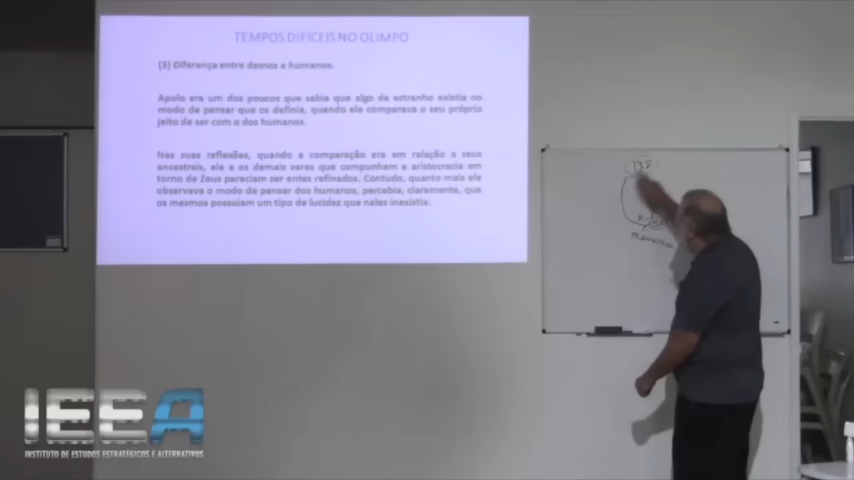 TEMPOS DIFÍCEIS NO OLIMPO
(3) Diferença entre demos e humanos.
Apolo era um dos poucos que sabia que algo de estranho existia no
modo de pensar que os definia, quando ele comparava o seu próprio
jeito de ser com o dos humanos.
Nas suas reflexões, quando a comparação era em relação a seus
ancestrais, ele e os demais seres que compunham a aristocracia em
torno de Zeus pareciam ser entes refinados. Contudo, quanto mais ele
observava o modo de pensar dos humanos, percebia, claramente, que
os mesmos possuíam um tipo de lucidez que neles inexistia.
IEEA
INSTITUTO DE ESTUDOS ESTRATÉGICOS E ALTERNATIVOS